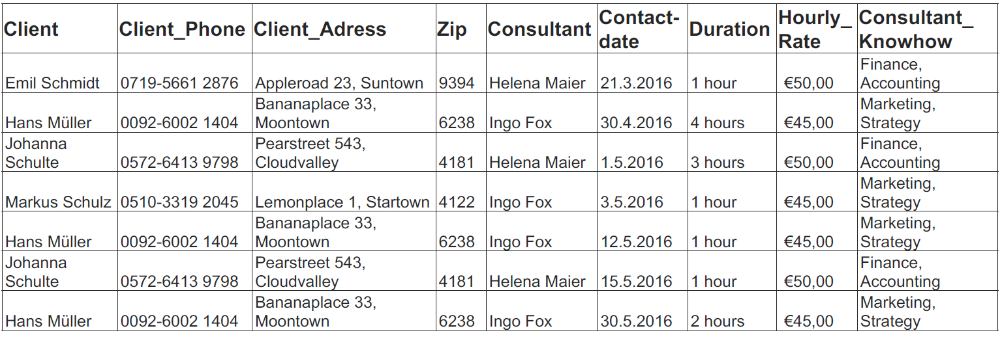 Client Client_Phone Client_Adress Zip Consultant Contact-date Duration Hourly_Rate Consultant_Knowhow
Emil Schmidt 0719-5661 2876 Appleroad 23, Suntown 9394 Helena Maier 21.3.2016 1 hour €50,00 Finance, Accounting
Hans Müller 0092-6002 1404 Bananaplace 33, Moontown 6238 Ingo Fox 30.4.2016 4 hours €45,00 Marketing, Strategy
Johanna Schulte 0572-6413 9798 Pearstreet 543, Cloudvalley 4181 Helena Maier 1.5.2016 3 hours €50,00 Finance, Accounting
Markus Schulz 0510-3319 2045 Lemonplace 1, Startown 4122 Ingo Fox 3.5.2016 1 hour €45,00 Marketing, Strategy
Hans Müller 0092-6002 1404 Bananaplace 33, Moontown 6238 Ingo Fox 12.5.2016 1 hour €45,00 Marketing, Strategy
Johanna Schulte 0572-6413 9798 Pearstreet 543, Cloudvalley 4181 Helena Maier 15.5.2016 1 hour €50,00 Finance, Accounting
Hans Müller 0092-6002 1404 Bananaplace 33, Moontown 6238 Ingo Fox 30.5.2016 2 hours €45,00 Marketing, Strategy